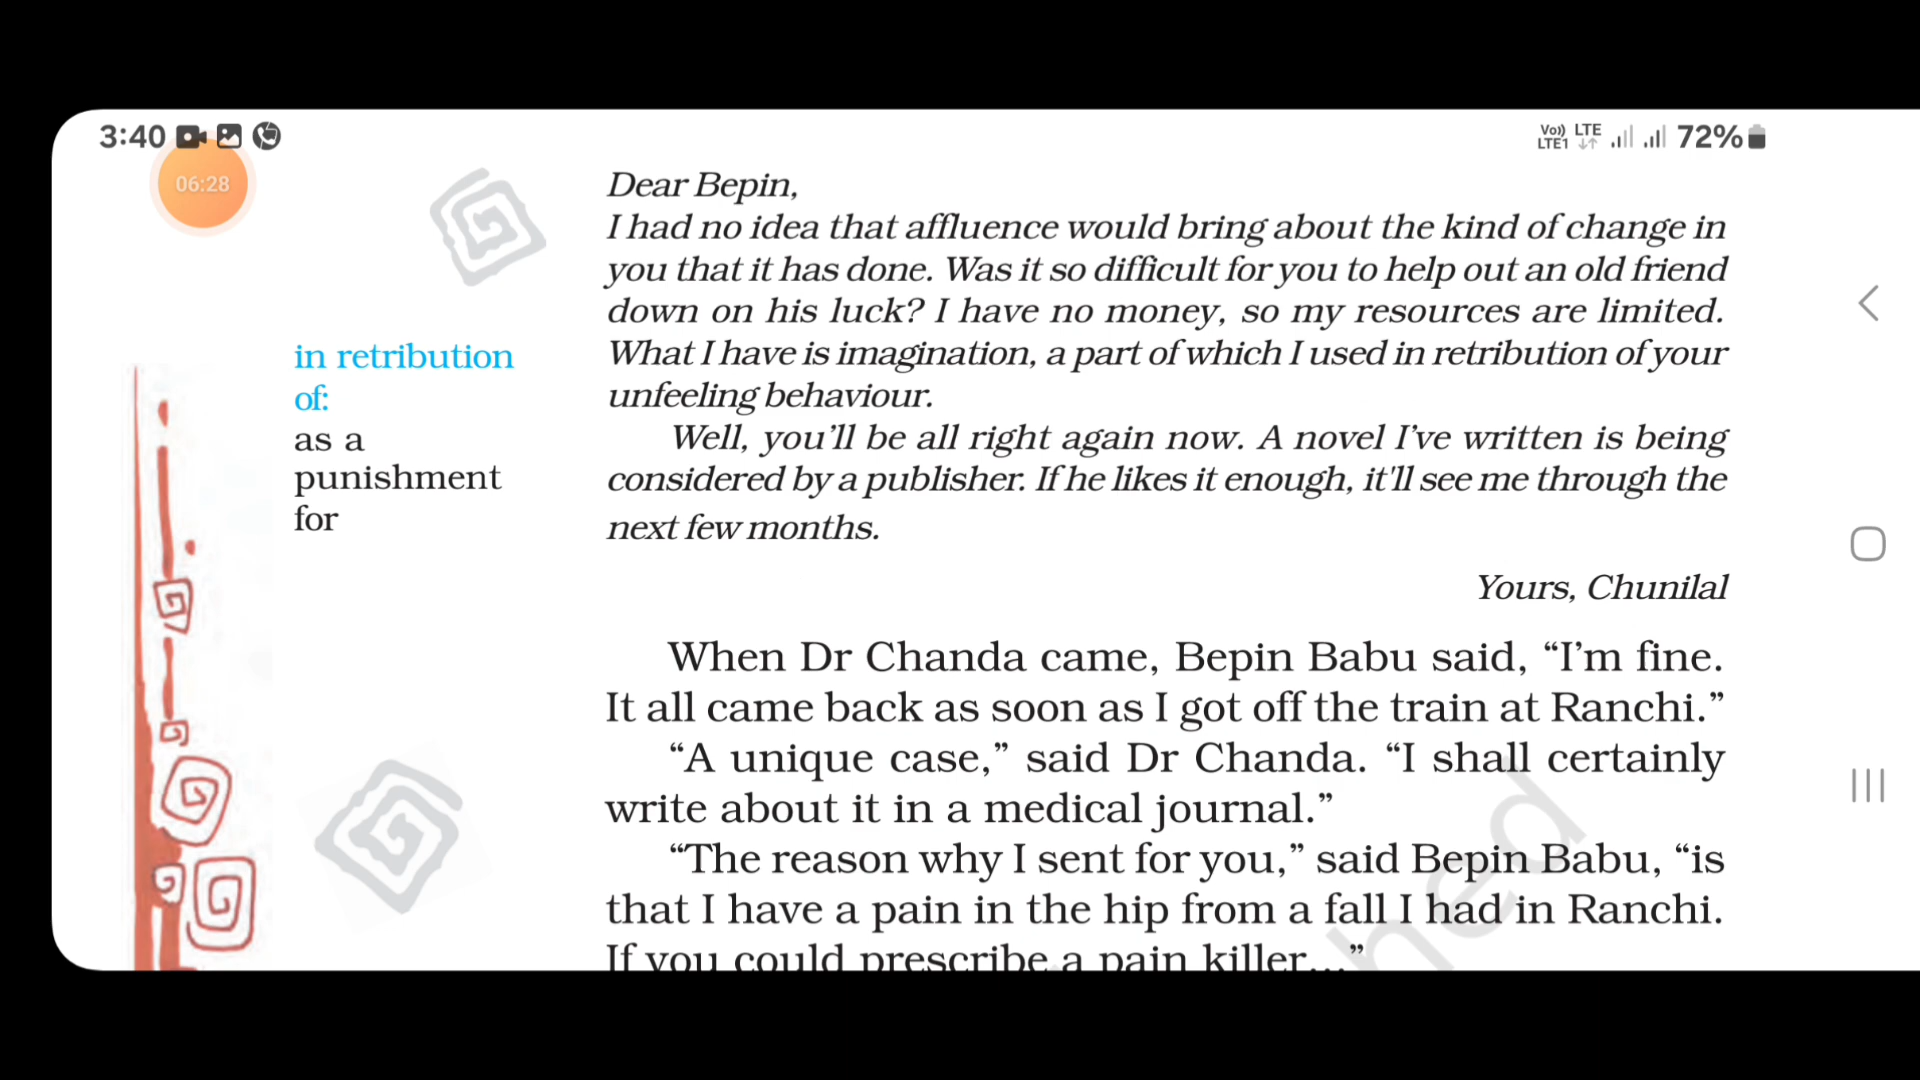 3:40
Vo)) LTE
LTE1
72%
06:28
Dear Bepin,
I had no idea that affluence would bring about the kind of change in
you that it has done. Was it so difficult for you to help out an old friend
down on his luck? I have no money, so my resources are limited.
What I have is imagination, a part of which I used in retribution of your
unfeeling behaviour.
Well, you’ll be all right again now. A novel I’ve written is being
considered by a publisher. If he likes it enough, it'll see me through the
next few months.
Yours, Chunilal
in retribution
of:
as a
punishment
for
When Dr Chanda came, Bepin Babu said, “I’m fine.
It all came back as soon as I got off the train at Ranchi.”
“A unique case,” said Dr Chanda. “I shall certainly
write about it in a medical journal.”
“The reason why I sent for you,” said Bepin Babu, “is
that I have a pain in the hip from a fall I had in Ranchi.
If you could prescribe a pain killer...”
hed